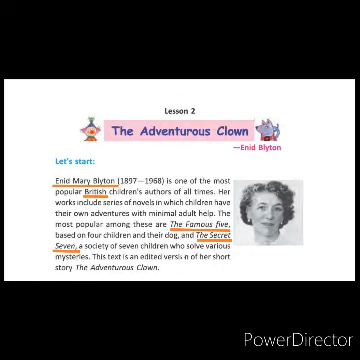 Lesson 2
The Adventurous Clown
—Enid Blyton
Let's start:
Enid Mary Blyton (1897—1968) is one of the most
popular British children's authors of all times. Her
works include series of novels in which children have
their own adventures with minimal adult help. The
most popular among these are The Famous five,
based on four children and their dog, and The Secret
Seven, a society of seven children who solve various
mysteries. This text is an edited version of her short
story The Adventurous Clown.
PowerDirector